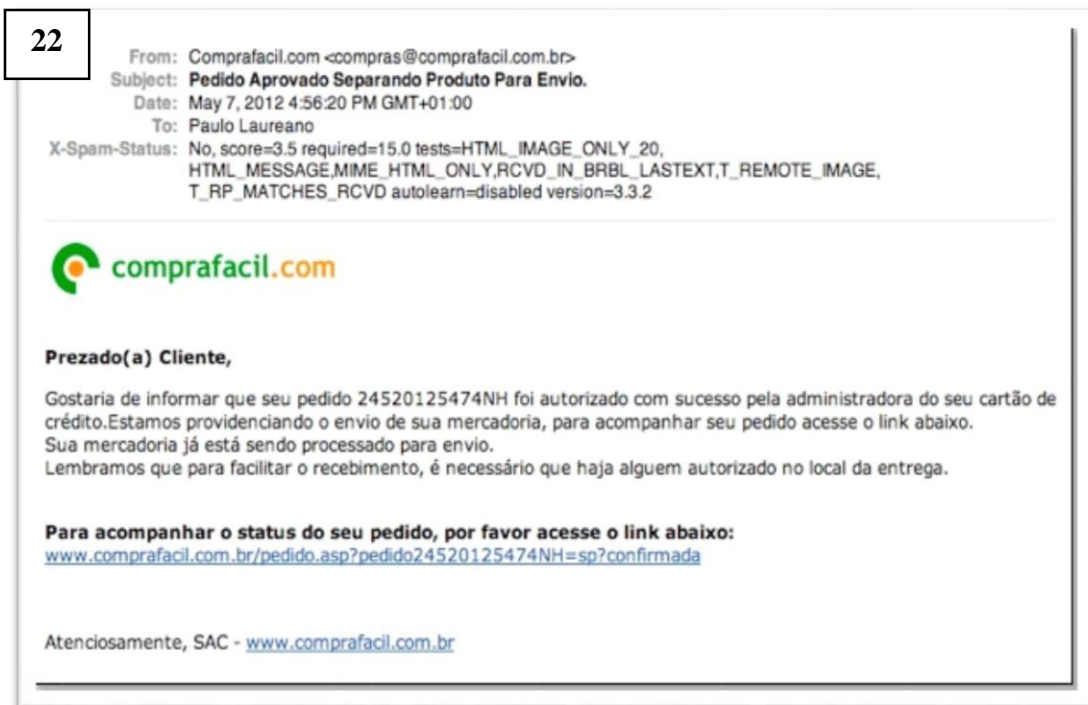 22
From: Comprafacil.com <compras@comprafacil.com.br>
Subject: Pedido Aprovado Separando Produto Para Envio.
Date: May 7, 2012 4:56:20 PM GMT+01:00
To: Paulo Laureano
X-Spam-Status: No, score=3.5 required=15.0 tests=HTML_IMAGE_ONLY_20,
HTML_MESSAGE,MIME_HTML_ONLY,RCVD_IN_BRBL_LASTEXT,T_REMOTE_IMAGE,
T_RP_MATCHES_RCVD autolearn=disabled version=3.3.2
comprafacil.com
Prezado(a) Cliente,
Gostaria de informar que seu pedido 24520125474NH foi autorizado com sucesso pela administradora do seu cartão de
crédito.Estamos providenciando o envio de sua mercadoria, para acompanhar seu pedido acesse o link abaixo.
Sua mercadoria já está sendo processado para envio.
Lembramos que para facilitar o recebimento, é necessário que haja alguem autorizado no local da entrega.
Para acompanhar o status do seu pedido, por favor acesse o link abaixo:
www.comprafacil.com.br/pedido.asp?pedido24520125474NH=sp?confirmada
Atenciosamente, SAC - www.comprafacil.com.br